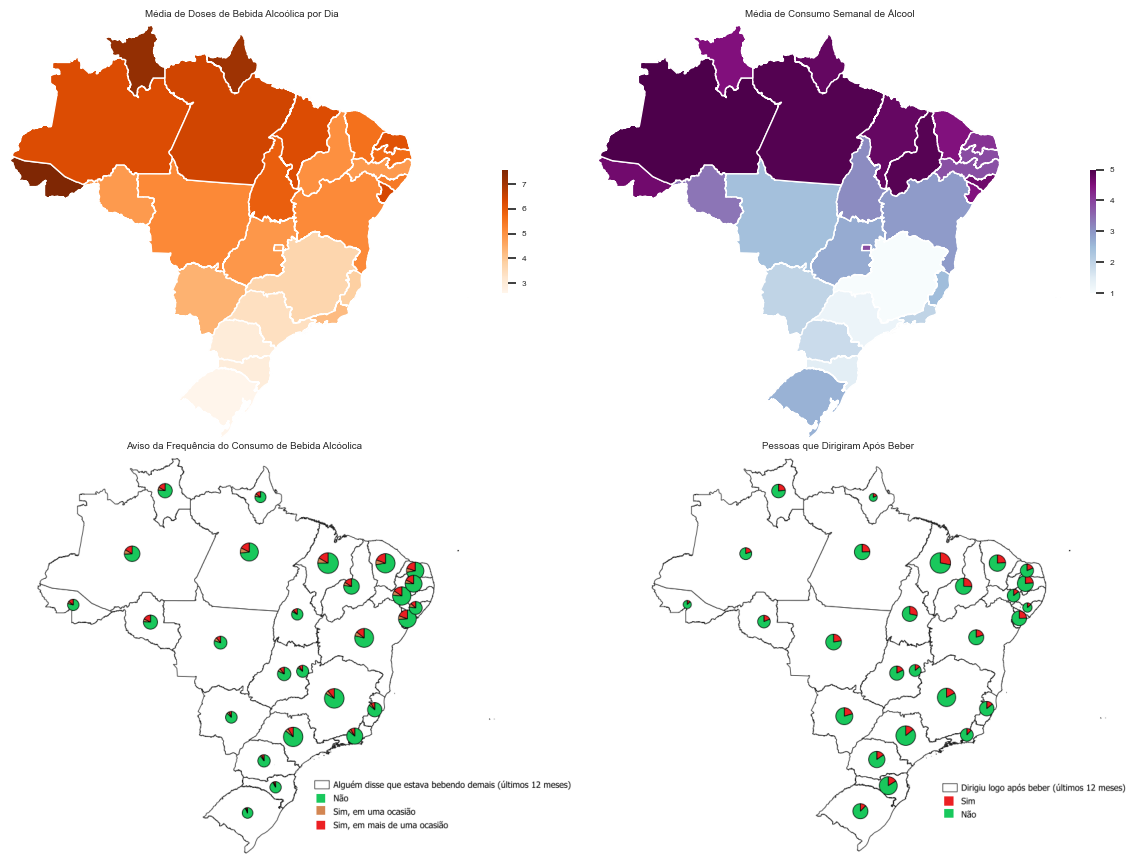 Média de Doses de Bebida Alcoólica por Dia
Média de Consumo Semanal de Álcool
7
6
5
4
3
5
4
3
2
1
Aviso da Frequência do Consumo de Bebida Alcóolica
Pessoas que Dirigiram Após Beber
Alguém disse que estava bebendo demais (últimos 12 meses)
Não
Sim, em uma ocasião
Sim, em mais de uma ocasião
Dirigiu logo após beber (últimos 12 meses)
Sim
Não